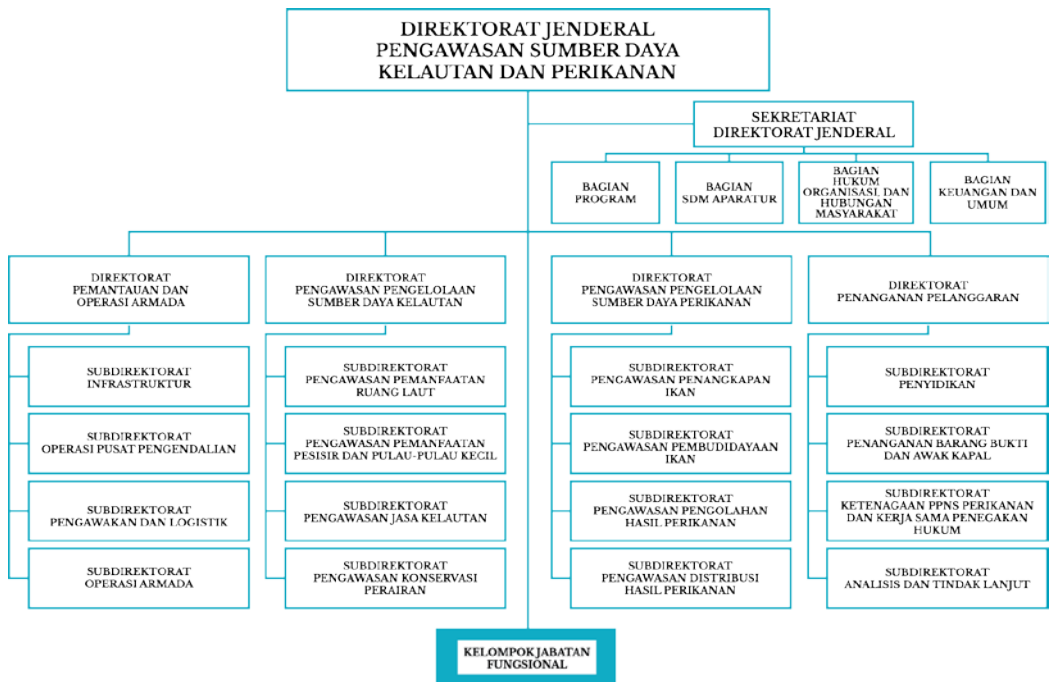 DIREKTORAT JENDERAL
PENGAWASAN SUMBER DAYA
KELAUTAN DAN PERIKANAN
SEKRETARIAT
DIREKTORAT JENDERAL
BAGIAN
PROGRAM
BAGIAN
SDM APARATUR
BAGIAN
HUKUM
ORGANISASI, DAN
HUBUNGAN
MASYARAKAT
BAGIAN
KEUANGAN DAN
UMUM
DIREKTORAT
PEMANTAUAN DAN
OPERASI ARMADA
DIREKTORAT
PENGAWASAN PENGELOLAAN
SUMBER DAYA KELAUTAN
DIREKTORAT
PENGAWASAN PENGELOLAAN
SUMBER DAYA PERIKANAN
DIREKTORAT
PENANGANAN PELANGGARAN
SUBDIREKTORAT
INFRASTRUKTUR
SUBDIREKTORAT
OPERASI PUSAT PENGENDALIAN
SUBDIREKTORAT
PENGAWAKAN DAN LOGISTIK
SUBDIREKTORAT
OPERASI ARMADA
SUBDIREKTORAT
PENGAWASAN PEMANFAATAN
RUANG LAUT
SUBDIREKTORAT
PENGAWASAN PEMANFAATAN
PESISIR DAN PULAU-PULAU KECIL
SUBDIREKTORAT
PENGAWASAN JASA KELAUTAN
SUBDIREKTORAT
PENGAWASAN KONSERVASI
PERAIRAN
SUBDIREKTORAT
PENGAWASAN PENANGKAPAN
IKAN
SUBDIREKTORAT
PENGAWASAN PEMBUDIDAYAAN
IKAN
SUBDIREKTORAT
PENGAWASAN PENGOLAHAN
HASIL PERIKANAN
SUBDIREKTORAT
PENGAWASAN DISTRIBUSI
HASIL PERIKANAN
SUBDIREKTORAT
PENYIDIKAN
SUBDIREKTORAT
PENANGANAN BARANG BUKTI
DAN AWAK KAPAL
SUBDIREKTORAT
KETENAGAAN PPNS PERIKANAN
DAN KERJA SAMA PENEGAKAN
HUKUM
SUBDIREKTORAT
ANALISIS DAN TINDAK LANJUT
KELOMPOK JABATAN
FUNGSIONAL